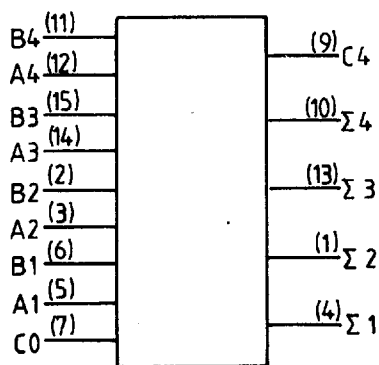 B4 (11)
A4 (12)
B3 (15)
A3 (14)
B2 (2)
A2 (3)
B1 (6)
A1 (5)
C0 (7)
(9) C4
(10) Σ4
(13) Σ3
(1) Σ2
(4) Σ1